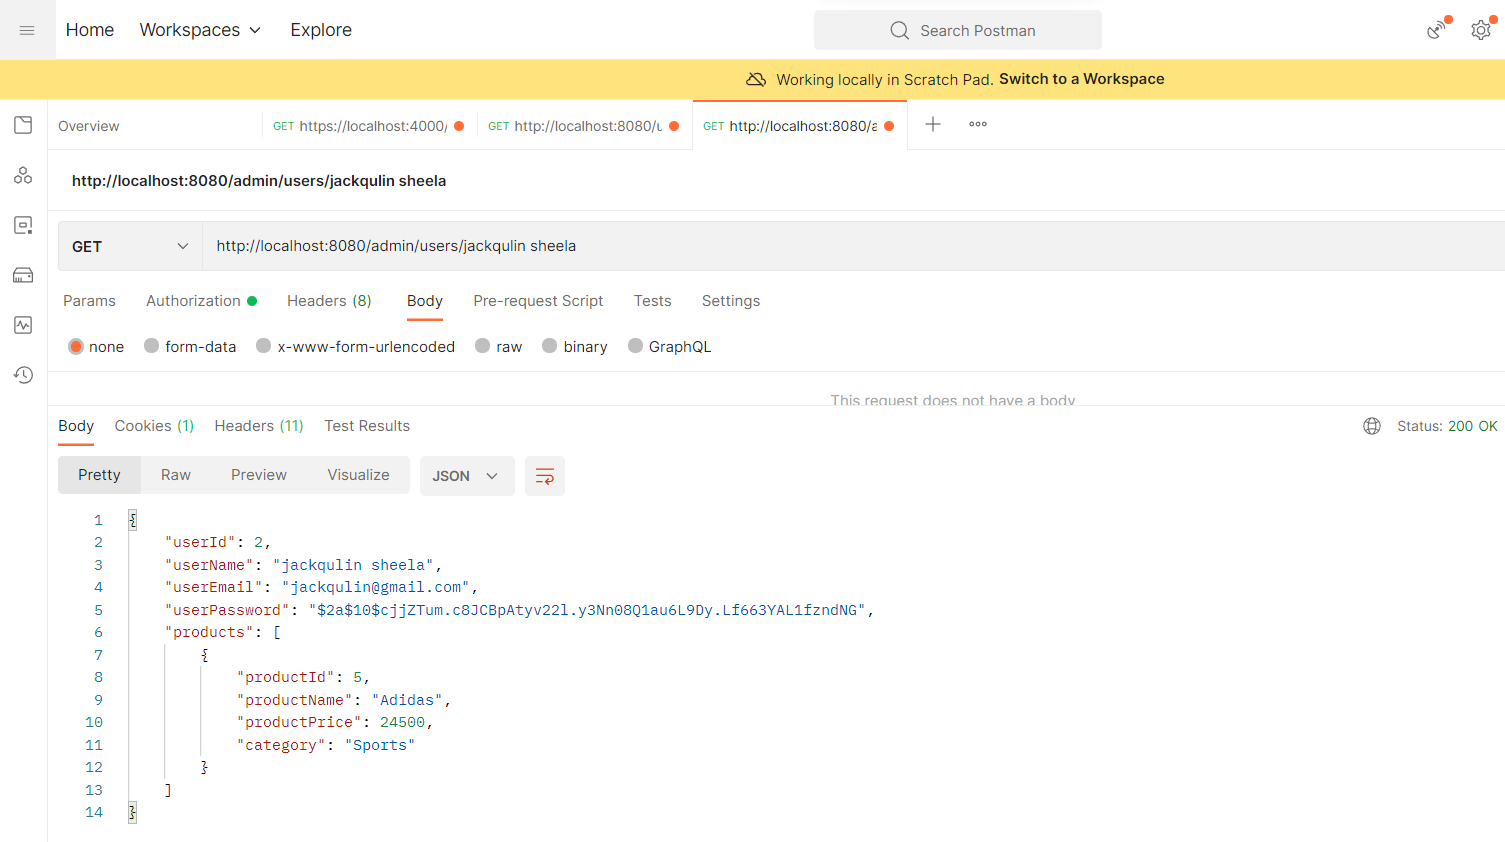 Home Workspaces Explore Search Postman
Working locally in Scratch Pad. Switch to a Workspace
Overview GET https://localhost:4000/ GET http://localhost:8080/u GET http://localhost:8080/a
http://localhost:8080/admin/users/jackqulin sheela
GET http://localhost:8080/admin/users/jackqulin sheela
Params Authorization Headers (8) Body Pre-request Script Tests Settings
none form-data x-www-form-urlencoded raw binary GraphQL
This request does not have a body
Body Cookies (1) Headers (11) Test Results Status: 200 OK
Pretty Raw Preview Visualize JSON
1 {
2 "userId": 2,
3 "userName": "jackqulin sheela",
4 "userEmail": "jackqulin@gmail.com",
5 "userPassword": "$2a$10$cjjZTum.c8JCBpAtyv22l.y3Nn08Q1au6L9Dy.Lf663YAL1fzndNG",
6 "products": [
7 {
8 "productId": 5,
9 "productName": "Adidas",
10 "productPrice": 24500,
11 "category": "Sports"
12 }
13 ]
14 }